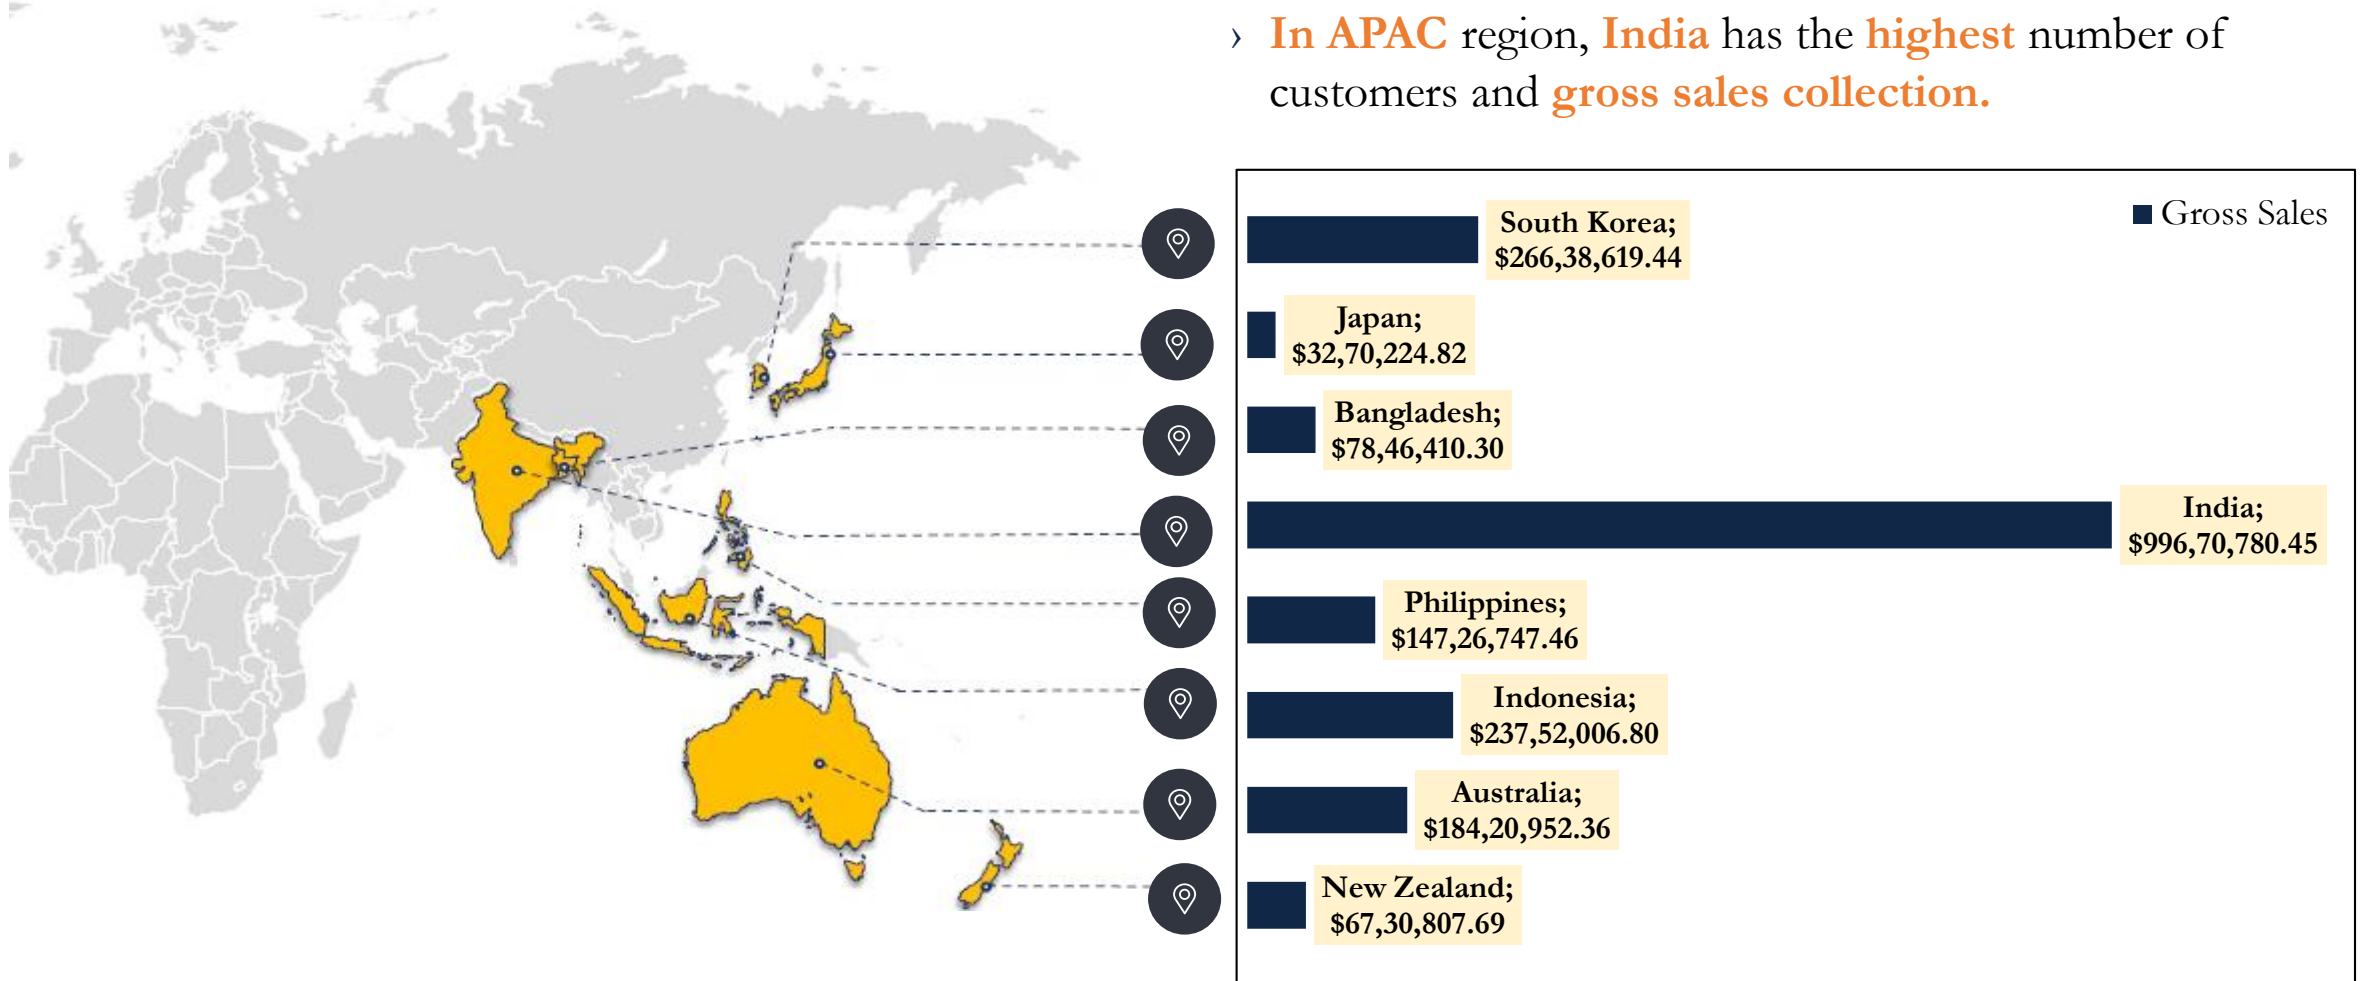 › In APAC region, India has the highest number of
customers and gross sales collection.
Gross Sales
South Korea;
$266,38,619.44
Japan;
$32,70,224.82
Bangladesh;
$78,46,410.30
India;
$996,70,780.45
Philippines;
$147,26,747.46
Indonesia;
$237,52,006.80
Australia;
$184,20,952.36
New Zealand;
$67,30,807.69